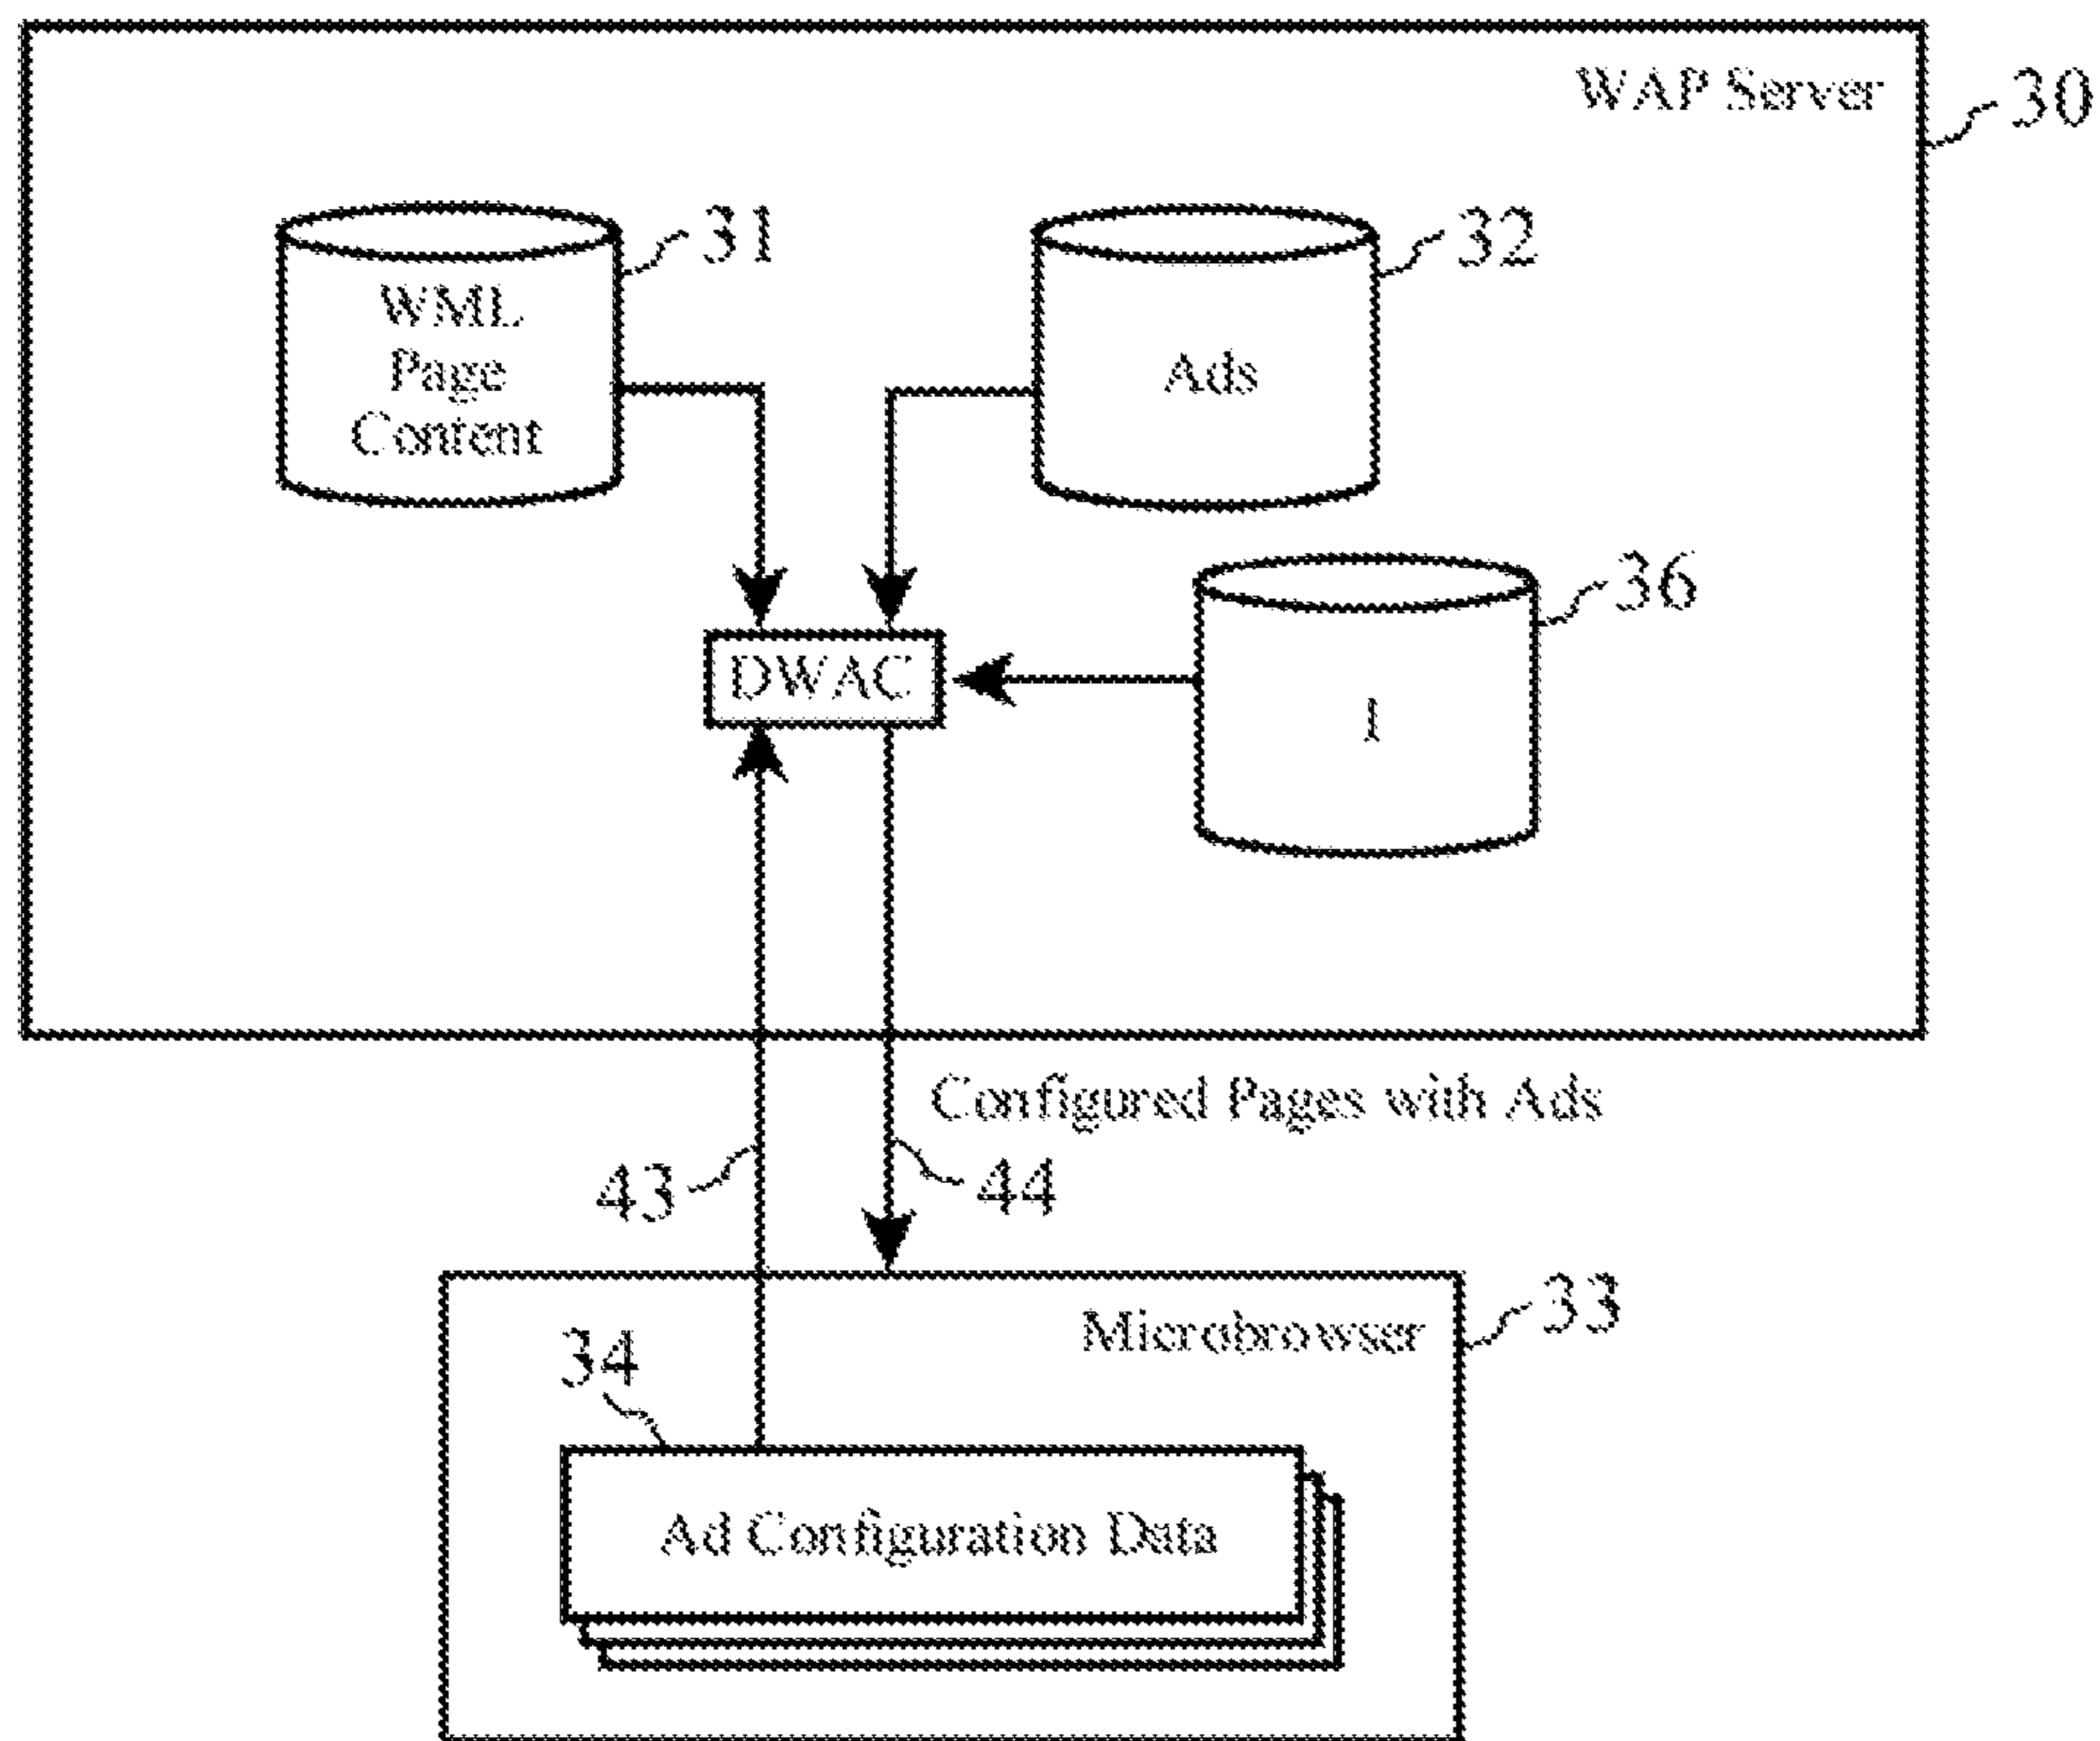 WAP Server
30
31
32
WML
Page
Content
Ads
36
DWAC
I
Configured Pages with Ads
43
44
33
Microbrowser
34
Ad Configuration Data